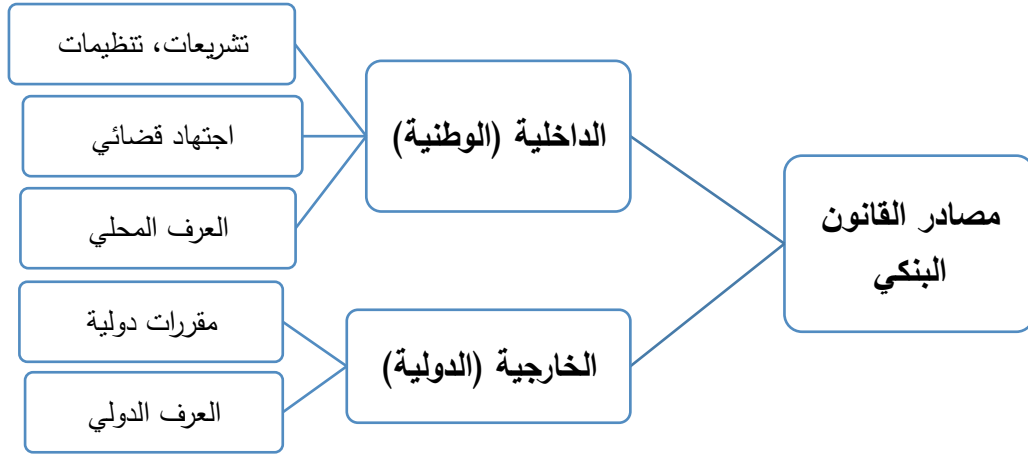 مصادر القانون
البنكي
الداخلية (الوطنية)
تشريعات، تنظيمات
اجتهاد قضائي
العرف المحلي
الخارجية (الدولية)
مقررات دولية
العرف الدولي